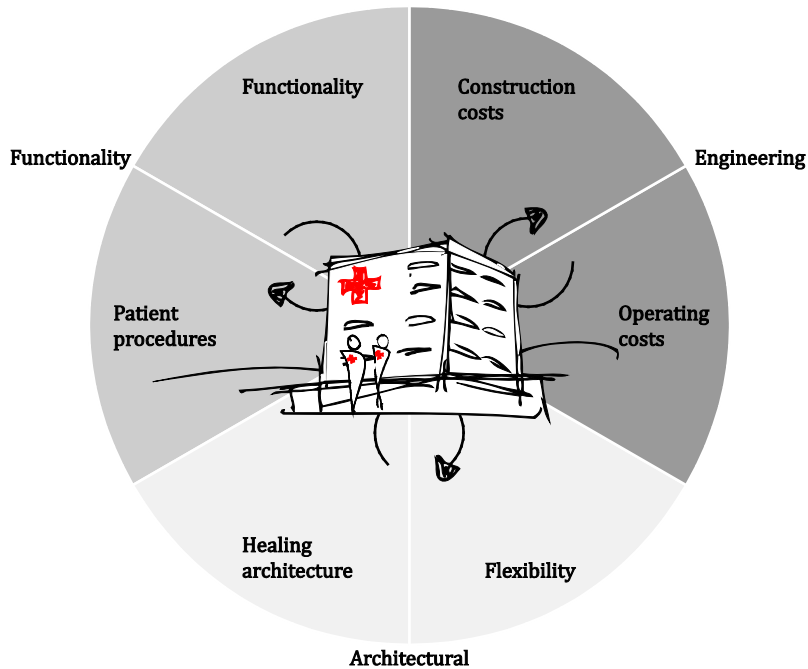 Functionality
Construction
costs
Functionality
Engineering
Patient
procedures
Operating
costs
Healing
architecture
Flexibility
Architectural